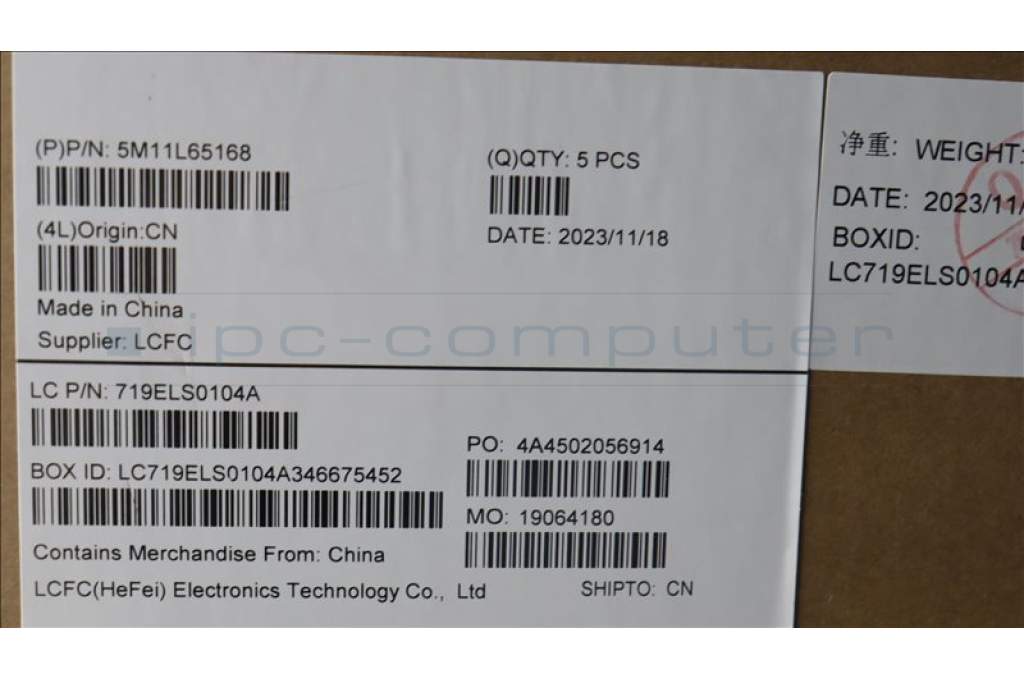 (P)P/N: 5M11L65168
(Q)QTY: 5 PCS
(4L)Origin:CN
DATE: 2023/11/18
Made in China
Supplier: LCFC
ipc-computer
LC P/N: 719ELS0104A
PO: 4A4502056914
BOX ID: LC719ELS0104A346675452
MO: 19064180
Contains Merchandise From: China
LCFC(HeFei) Electronics Technology Co., Ltd
SHIPTO: CN
净重: WEIGHT:
DATE: 2023/11/
BOXID:
LC719ELS0104A